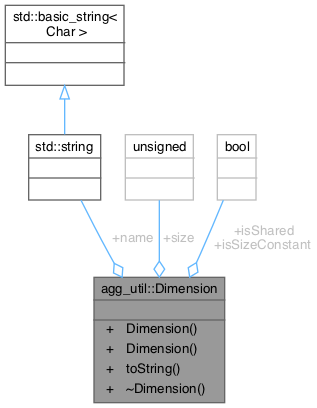 std::basic_string<
Char >
std::string
unsigned
bool
+name
+size
+isShared
+isSizeConstant
agg_util::Dimension
+ Dimension()
+ Dimension()
+ toString()
+ ~Dimension()